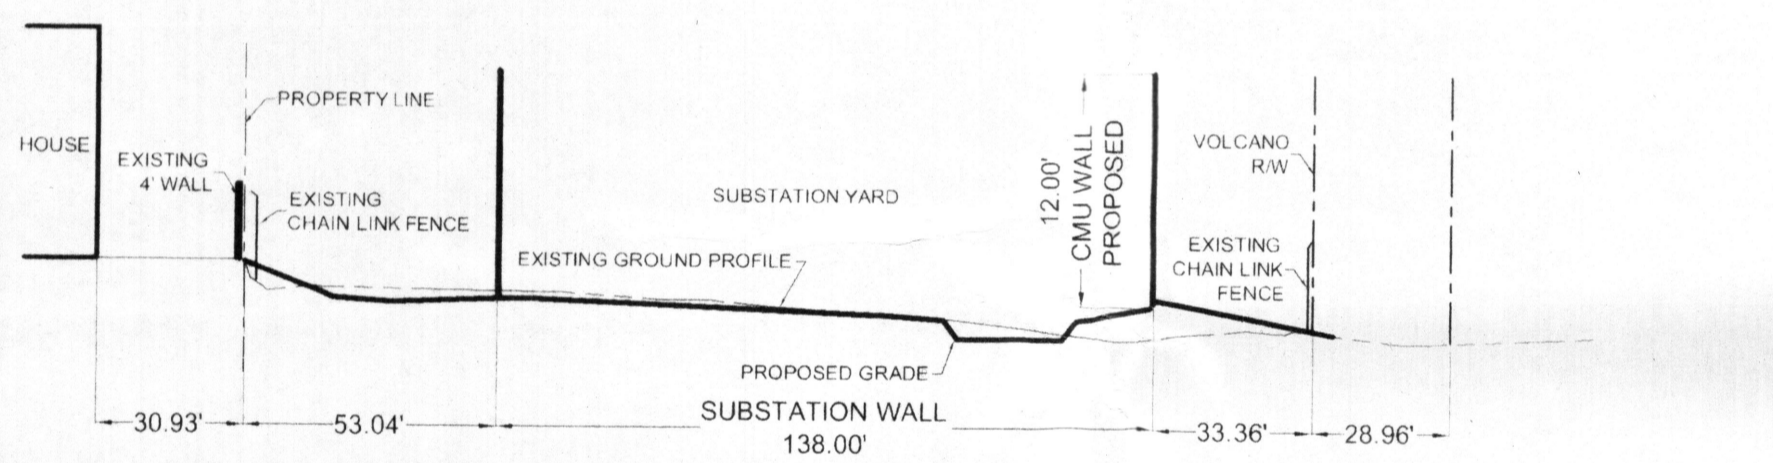 HOUSE
EXISTING
4' WALL
PROPERTY LINE
EXISTING
CHAIN LINK FENCE
SUBSTATION YARD
EXISTING GROUND PROFILE
12.00'
CMU WALL
PROPOSED
VOLCANO
R/W
EXISTING
CHAIN LINK
FENCE
PROPOSED GRADE
SUBSTATION WALL
138.00'
30.93'
53.04'
33.36'
28.96'